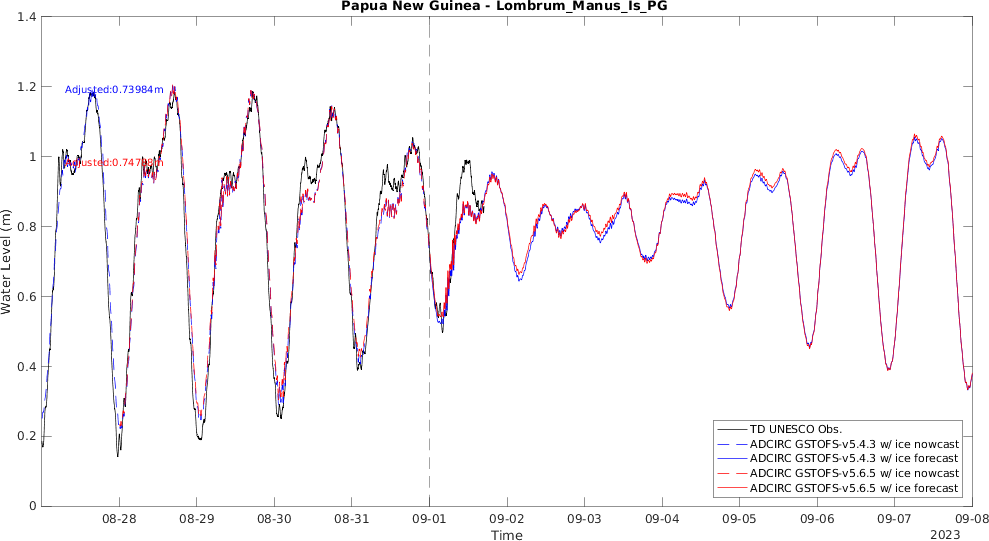 Papua New Guinea - Lombrum_Manus_Is_PG
1.4
1.2
1
0.8
0.6
0.4
0.2
0
Water Level (m)
Adjusted:0.73984m
08-28
08-29
08-30
08-31
09-01
09-02
09-03
09-04
09-05
09-06
09-07
09-08
Time
2023
TD UNESCO Obs.
ADCIRC GSTOFS-v5.4.3 w/ ice nowcast
ADCIRC GSTOFS-v5.4.3 w/ ice forecast
ADCIRC GSTOFS-v5.6.5 w/ ice nowcast
ADCIRC GSTOFS-v5.6.5 w/ ice forecast